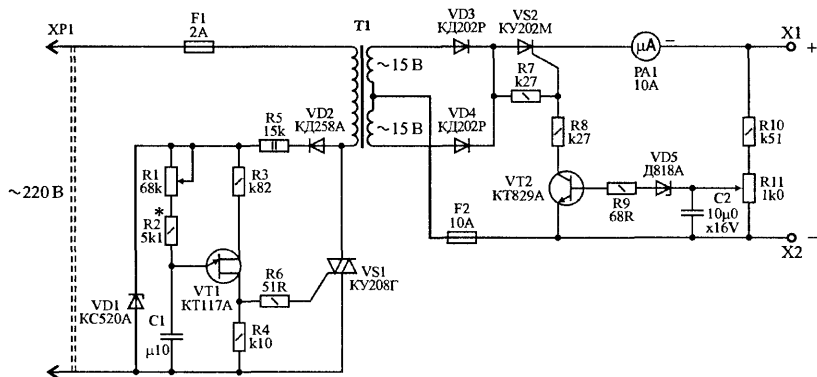 XP1
F1
2A
T1
~15 В
~15 В
VD3
КД202Р
VS2
КУ202М
R7
k27
μA
−
PA1
10A
X1
+
R8
k27
R10
k51
VD4
КД202Р
R5
15k
VD2
КД258А
R1
68k
R3
k82
~220 В
*
R2
5k1
VT2
КТ829А
R9
68R
VD5
Д818А
C2
10μ0
x16V
R11
1k0
F2
10A
−
X2
VT1
КТ117А
R6
51R
VS1
КУ208Г
VD1
КС520А
C1
μ10
R4
k10